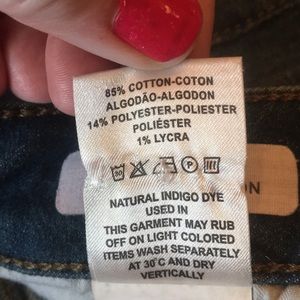 85% COTTON-COTON
ALGODÃO-ALGODON
14% POLYESTER-POLIESTER
POLIÉSTER
1% LYCRA
P
ON
NATURAL INDIGO DYE
USED IN
THIS GARMENT MAY RUB
OFF ON LIGHT COLORED
ITEMS WASH SEPARATELY
AT 30°C AND DRY
VERTICALLY